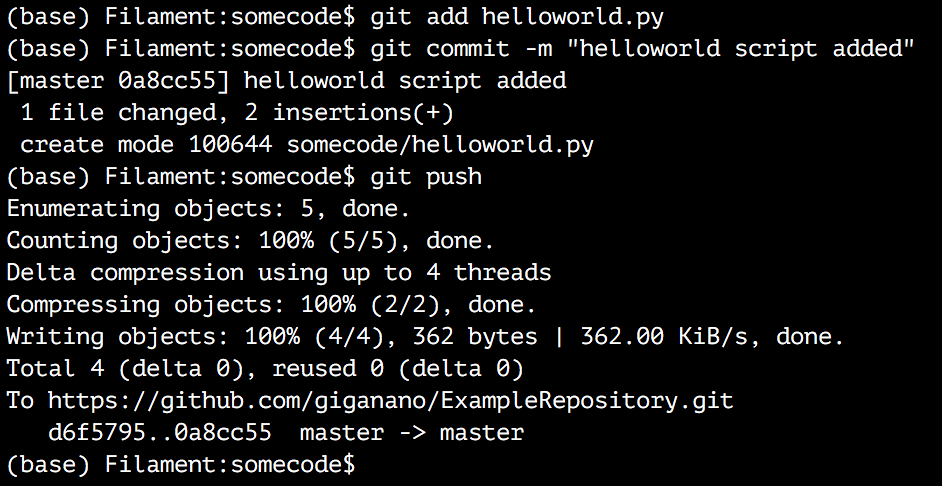 (base) Filament:somecode$ git add helloworld.py
(base) Filament:somecode$ git commit -m "helloworld script added"
[master 0a8cc55] helloworld script added
 1 file changed, 2 insertions(+)
 create mode 100644 somecode/helloworld.py
(base) Filament:somecode$ git push
Enumerating objects: 5, done.
Counting objects: 100% (5/5), done.
Delta compression using up to 4 threads
Compressing objects: 100% (2/2), done.
Writing objects: 100% (4/4), 362 bytes | 362.00 KiB/s, done.
Total 4 (delta 0), reused 0 (delta 0)
To https://github.com/giganano/ExampleRepository.git
   d6f5795..0a8cc55  master -> master
(base) Filament:somecode$